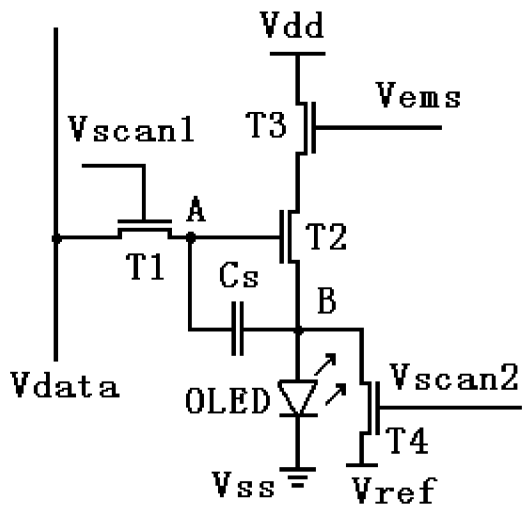 Vdd
Vems
T3
Vscan1
A
T2
T1
Cs
B
Vdata
OLED
Vscan2
T4
Vss
Vref